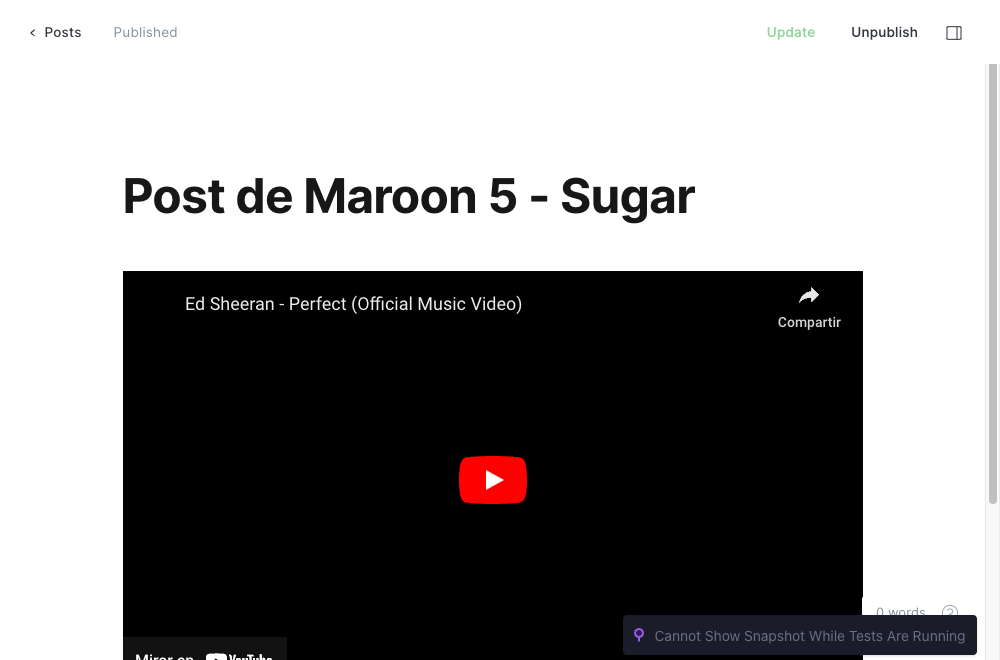 Posts
Published
Update
Unpublish
Post de Maroon 5 - Sugar
Ed Sheeran - Perfect (Official Music Video)
Compartir
0 words
?
Cannot Show Snapshot While Tests Are Running
Mirar en YouTube